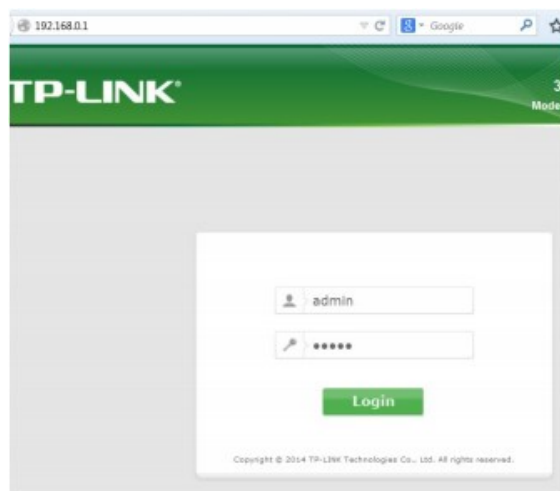 192.168.0.1
Google
TP-LINK®
3
Mode
admin
•••••
Login
Copyright © 2014 TP-LINK Technologies Co., Ltd. All rights reserved.